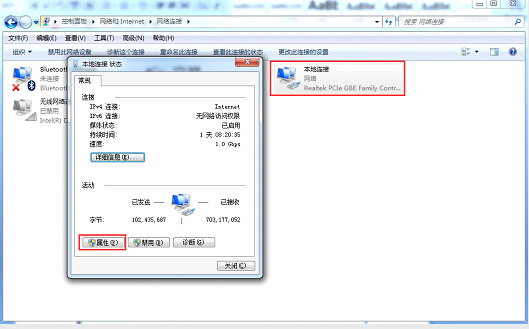 控制面板 ▸ 网络和 Internet ▸ 网络连接 ▸
搜索 网络连接
文件(F) 编辑(E) 查看(V) 工具(T) 高级(N) 帮助(H)
组织 禁用此网络设备 诊断这个连接 重命名此连接 查看此连接的状态 更改此连接的设置
Bluetooth
未连接
Bluetooth
无线网络
已禁用
Intel(R)
本地连接
网络
Realtek PCIe GBE Family Contr...
本地连接 状态
常规
连接
IPv4 连接: Internet
IPv6 连接: 无网络访问权限
媒体状态: 已启用
持续时间: 1 天 08:20:35
速度: 1.0 Gbps
详细信息(E)...
活动
已发送 已接收
字节: 102,435,687 703,177,052
属性(P) 禁用(D) 诊断(G)
关闭(C)